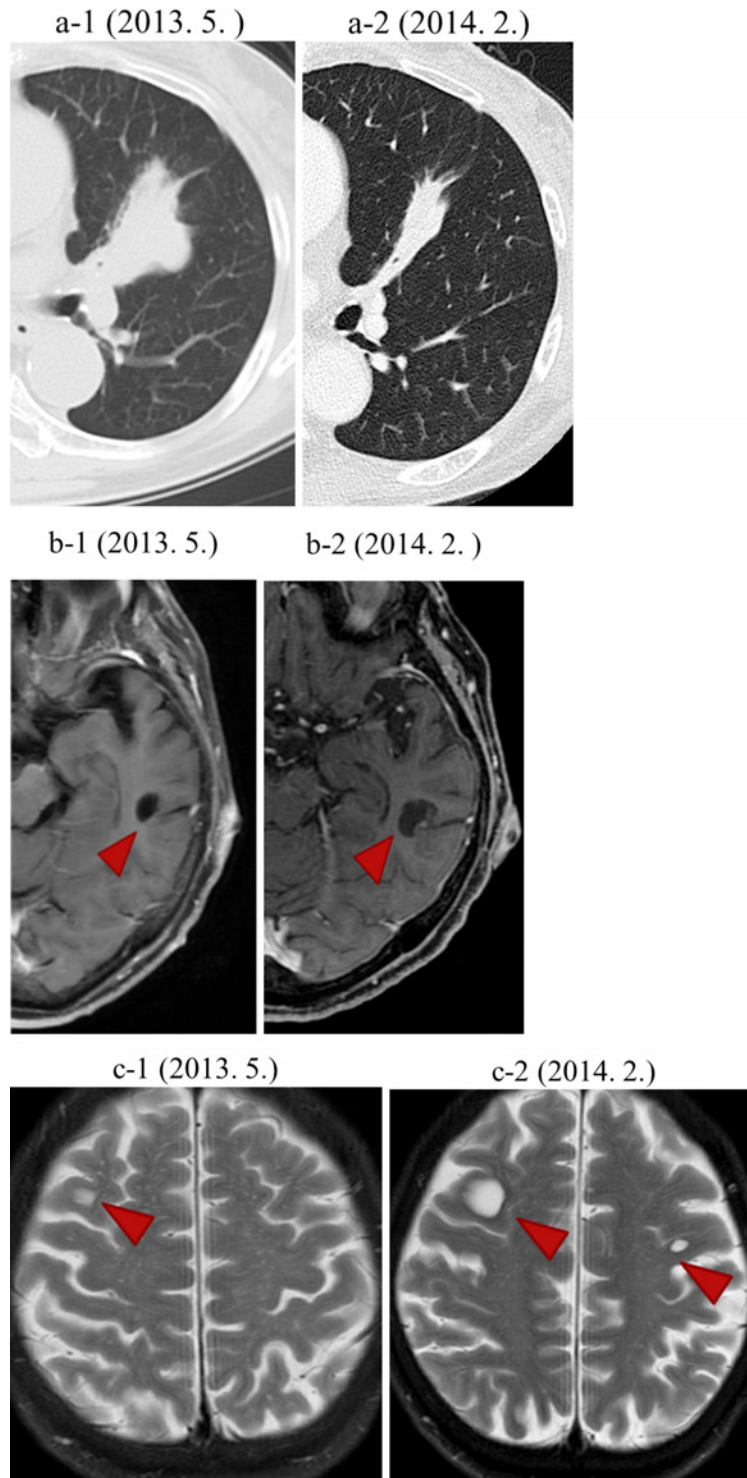 a-1 (2013. 5. )
a-2 (2014. 2.)
b-1 (2013. 5.)
b-2 (2014. 2. )
c-1 (2013. 5.)
c-2 (2014. 2.)